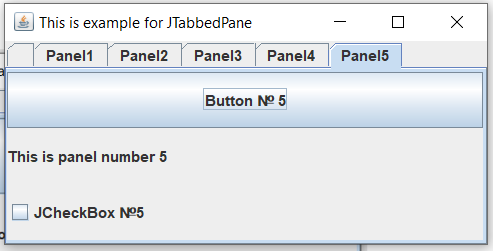 This is example for JTabbedPane
Panel1 Panel2 Panel3 Panel4 Panel5
Button № 5
This is panel number 5
JCheckBox №5